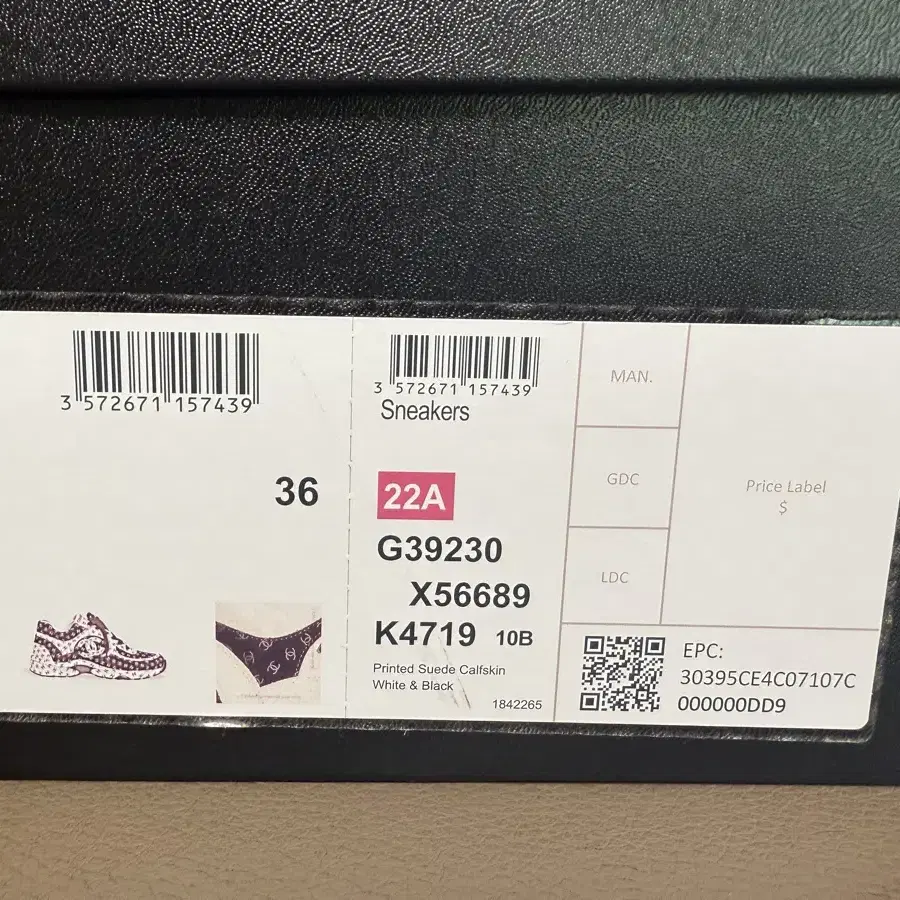 3 572671 157439
36
3 572671 157439
Sneakers
22A
G39230
X56689
K4719 10B
Printed Suede Calfskin
White & Black
1842265
MAN.
GDC
LDC
Price Label
$
EPC:
30395CE4C07107C
000000DD9